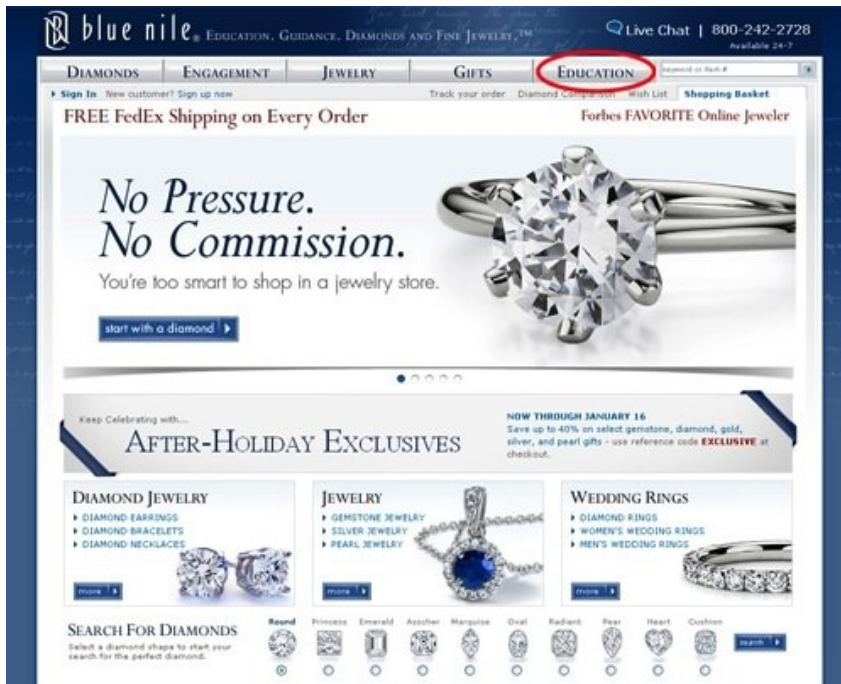 blue nile® EDUCATION, GUIDANCE, DIAMONDS AND FINE JEWELRY.™
Live Chat | 800-242-2728
Available 24-7
DIAMONDS ENGAGEMENT JEWELRY GIFTS EDUCATION keyword or item #
Sign In New customer? Sign up now Track your order Diamond Comparison Wish List Shopping Basket
FREE FedEx Shipping on Every Order Forbes FAVORITE Online Jeweler
No Pressure.
No Commission.
You're too smart to shop in a jewelry store.
start with a diamond
Keep Celebrating with...
AFTER-HOLIDAY EXCLUSIVES
NOW THROUGH JANUARY 16
Save up to 40% on select gemstone, diamond, gold,
silver, and pearl gifts - use reference code EXCLUSIVE at
checkout.
DIAMOND JEWELRY
DIAMOND EARRINGS
DIAMOND BRACELETS
DIAMOND NECKLACES
more
JEWELRY
GEMSTONE JEWELRY
SILVER JEWELRY
PEARL JEWELRY
more
WEDDING RINGS
DIAMOND RINGS
WOMEN'S WEDDING RINGS
MEN'S WEDDING RINGS
more
SEARCH FOR DIAMONDS
Select a diamond shape to start your
search for the perfect diamond.
Round Princess Emerald Asscher Marquise Oval Radiant Pear Heart Cushion
search